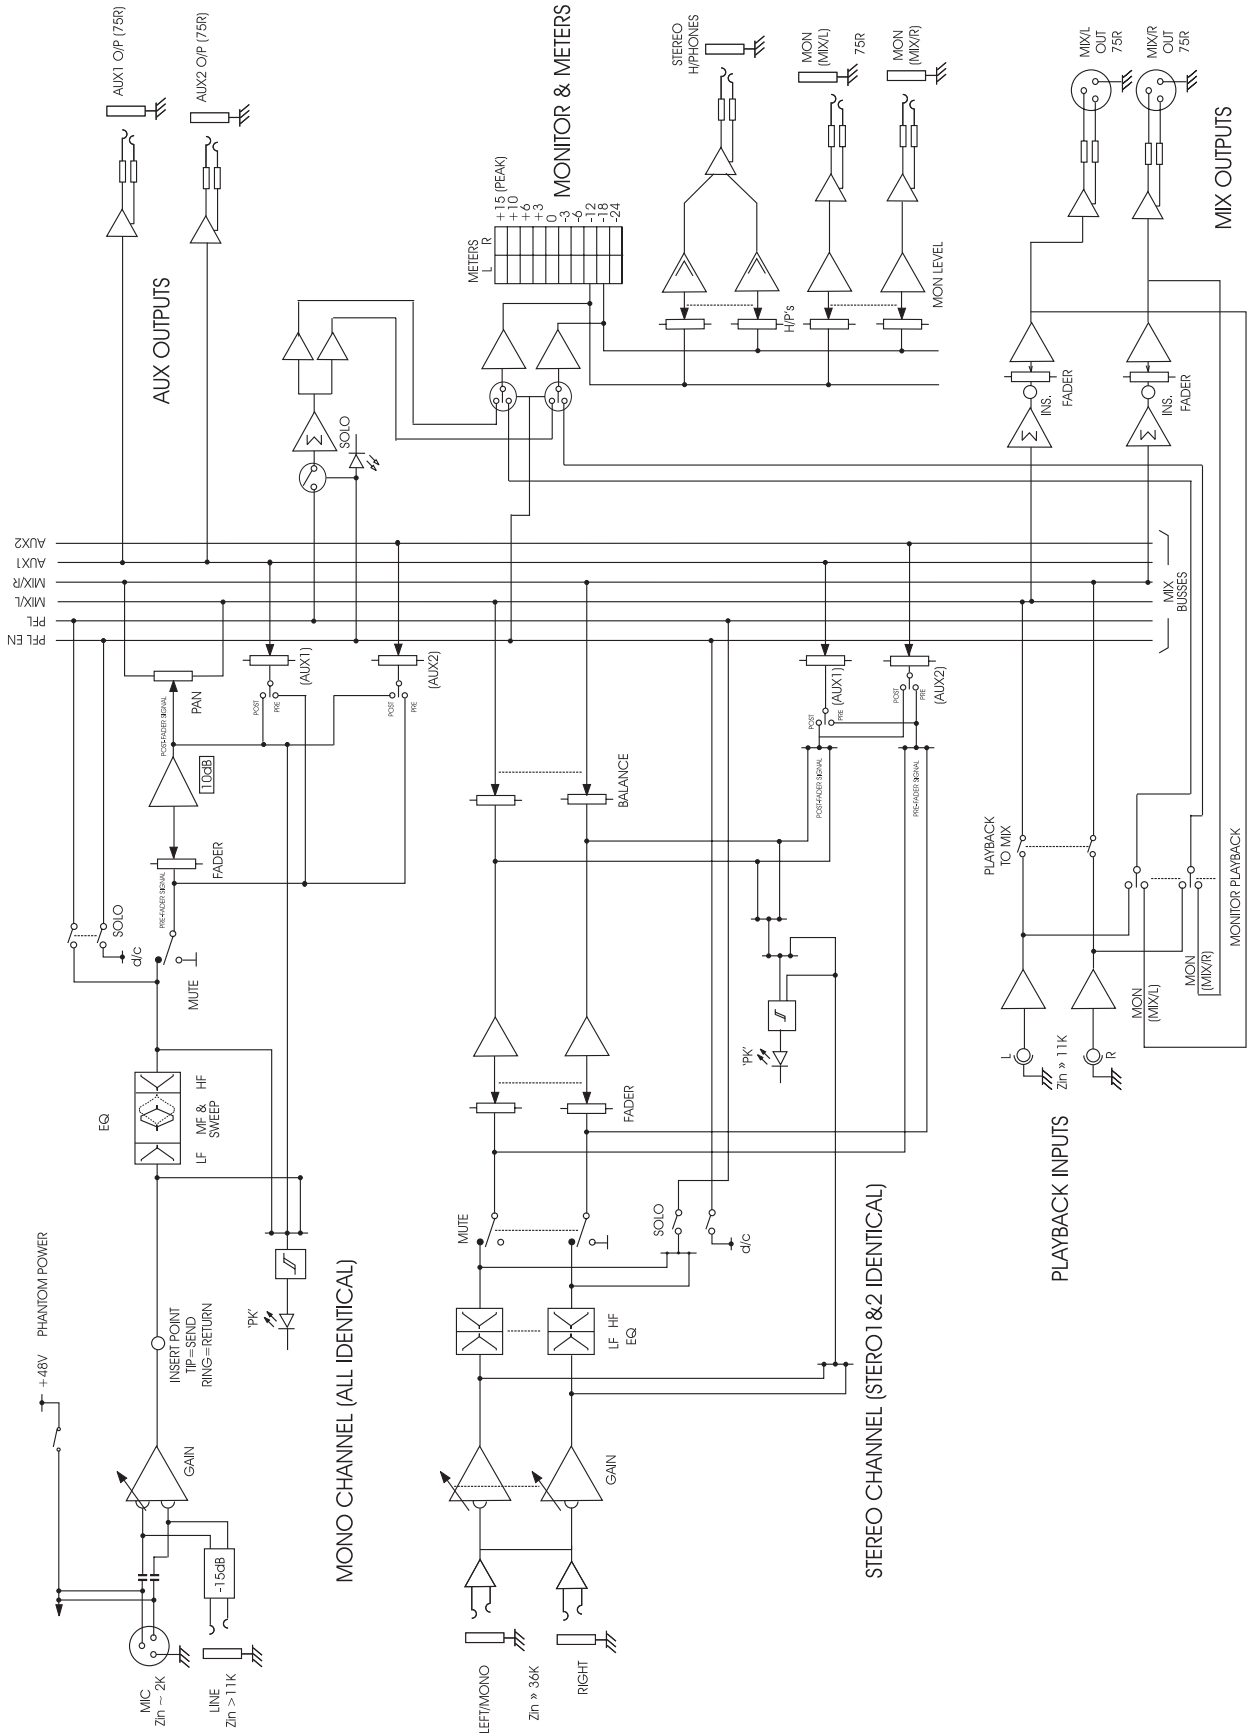 AUX1 O/P (75R)
AUX2 O/P (75R)
AUX OUTPUTS
METERS
L R
+15 (PEAK)
+10
+6
+3
0
-3
-6
-12
-18
-24
MONITOR & METERS
STEREO
H/PHONES
MON
(MIX/L)
75R
MON
(MIX/R)
MON LEVEL
H/P's
MIX/L
OUT
75R
MIX/R
OUT
75R
MIX OUTPUTS
INS.
FADER
INS.
FADER
SOLO
AUX2
AUX1
MIX/R
MIX/L
PFL
PFL EN
MIX
BUSSES
PAN
POST-FADER SIGNAL
10dB
FADER
PRE-FADER SIGNAL
(AUX1)
POST
PRE
(AUX2)
POST
PRE
SOLO
d/c
MUTE
EQ
LF
MF &
SWEEP
HF
'PK'
INSERT POINT
TIP=SEND
RING=RETURN
+48V PHANTOM POWER
GAIN
-15dB
MIC
Zin ~ 2K
LINE
Zin > 11K
MONO CHANNEL (ALL IDENTICAL)
(AUX1)
POST
PRE
(AUX2)
POST
PRE
POST-FADER SIGNAL
PRE-FADER SIGNAL
BALANCE
FADER
'PK'
MUTE
SOLO
d/c
LF HF
EQ
GAIN
LEFT/MONO
Zin » 36K
RIGHT
STEREO CHANNEL (STERO1&2 IDENTICAL)
PLAYBACK
TO MIX
MONITOR PLAYBACK
MON
(MIX/L)
MON
(MIX/R)
L
R
Zin » 11K
PLAYBACK INPUTS